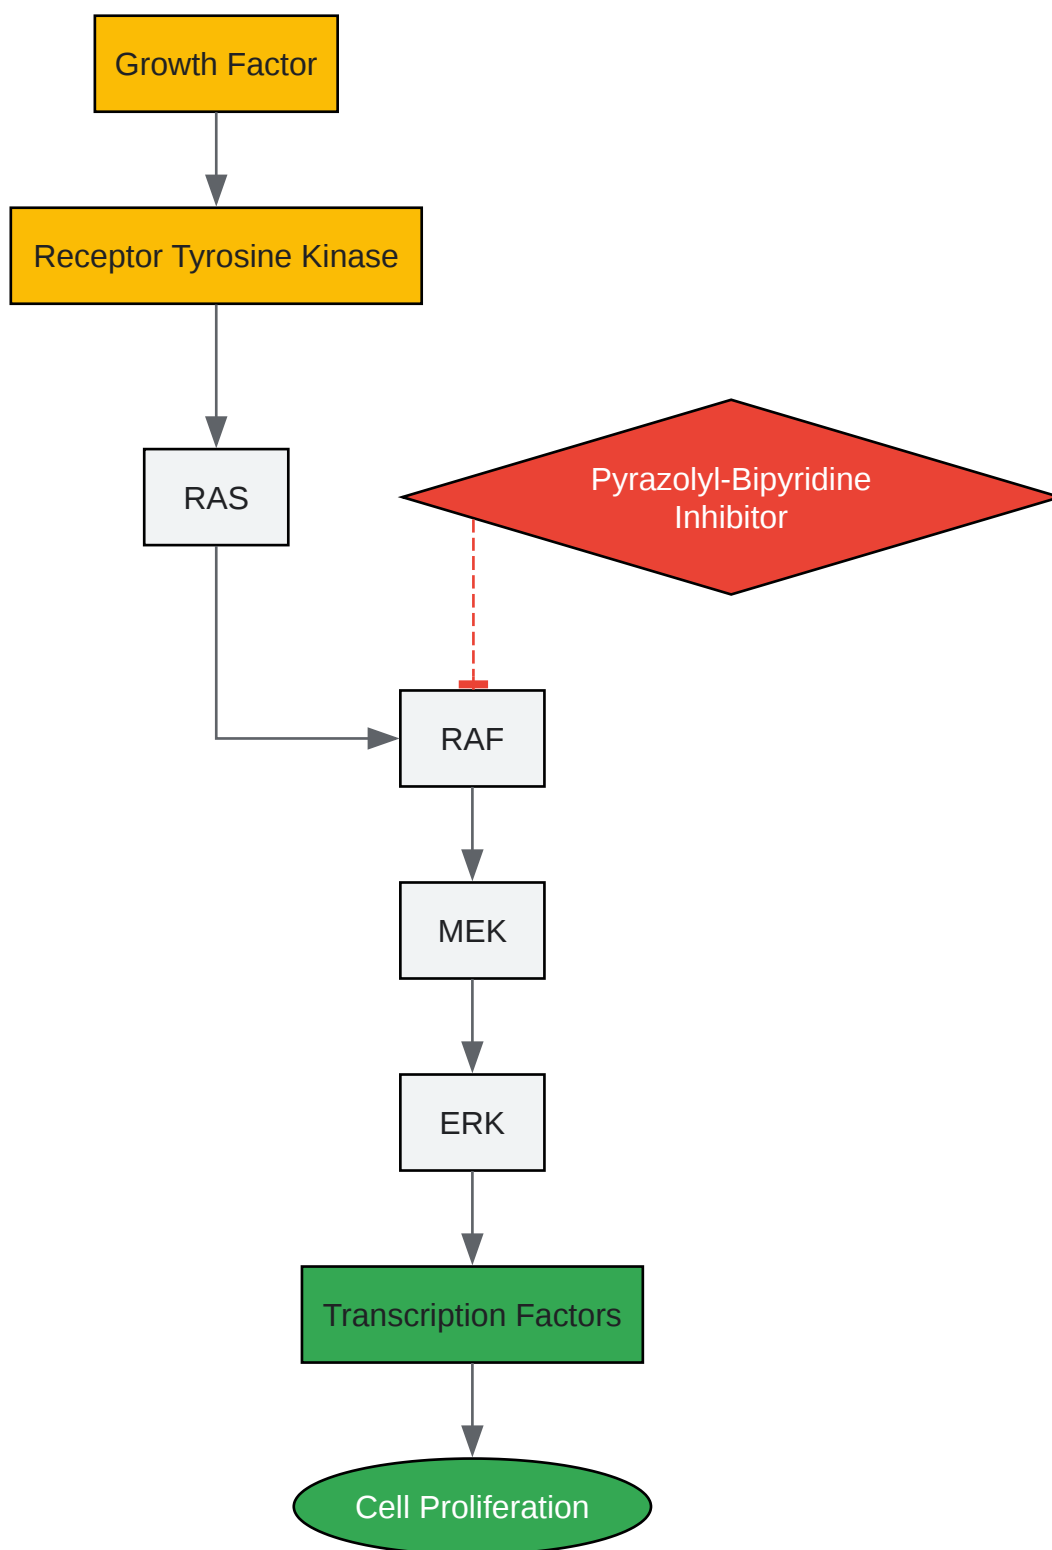 Growth Factor
Receptor Tyrosine Kinase
RAS
Pyrazolyl-Bipyridine
Inhibitor
RAF
MEK
ERK
Transcription Factors
Cell Proliferation